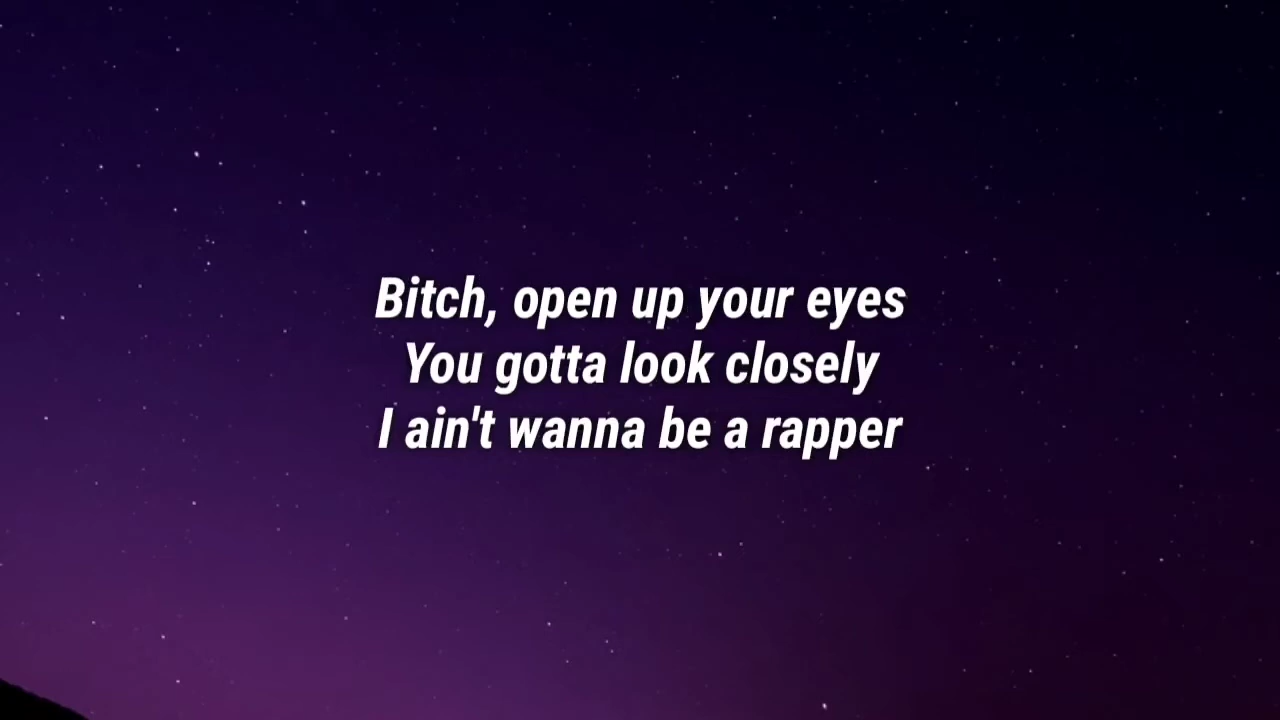 Bitch, open up your eyes
You gotta look closely
I ain't wanna be a rapper